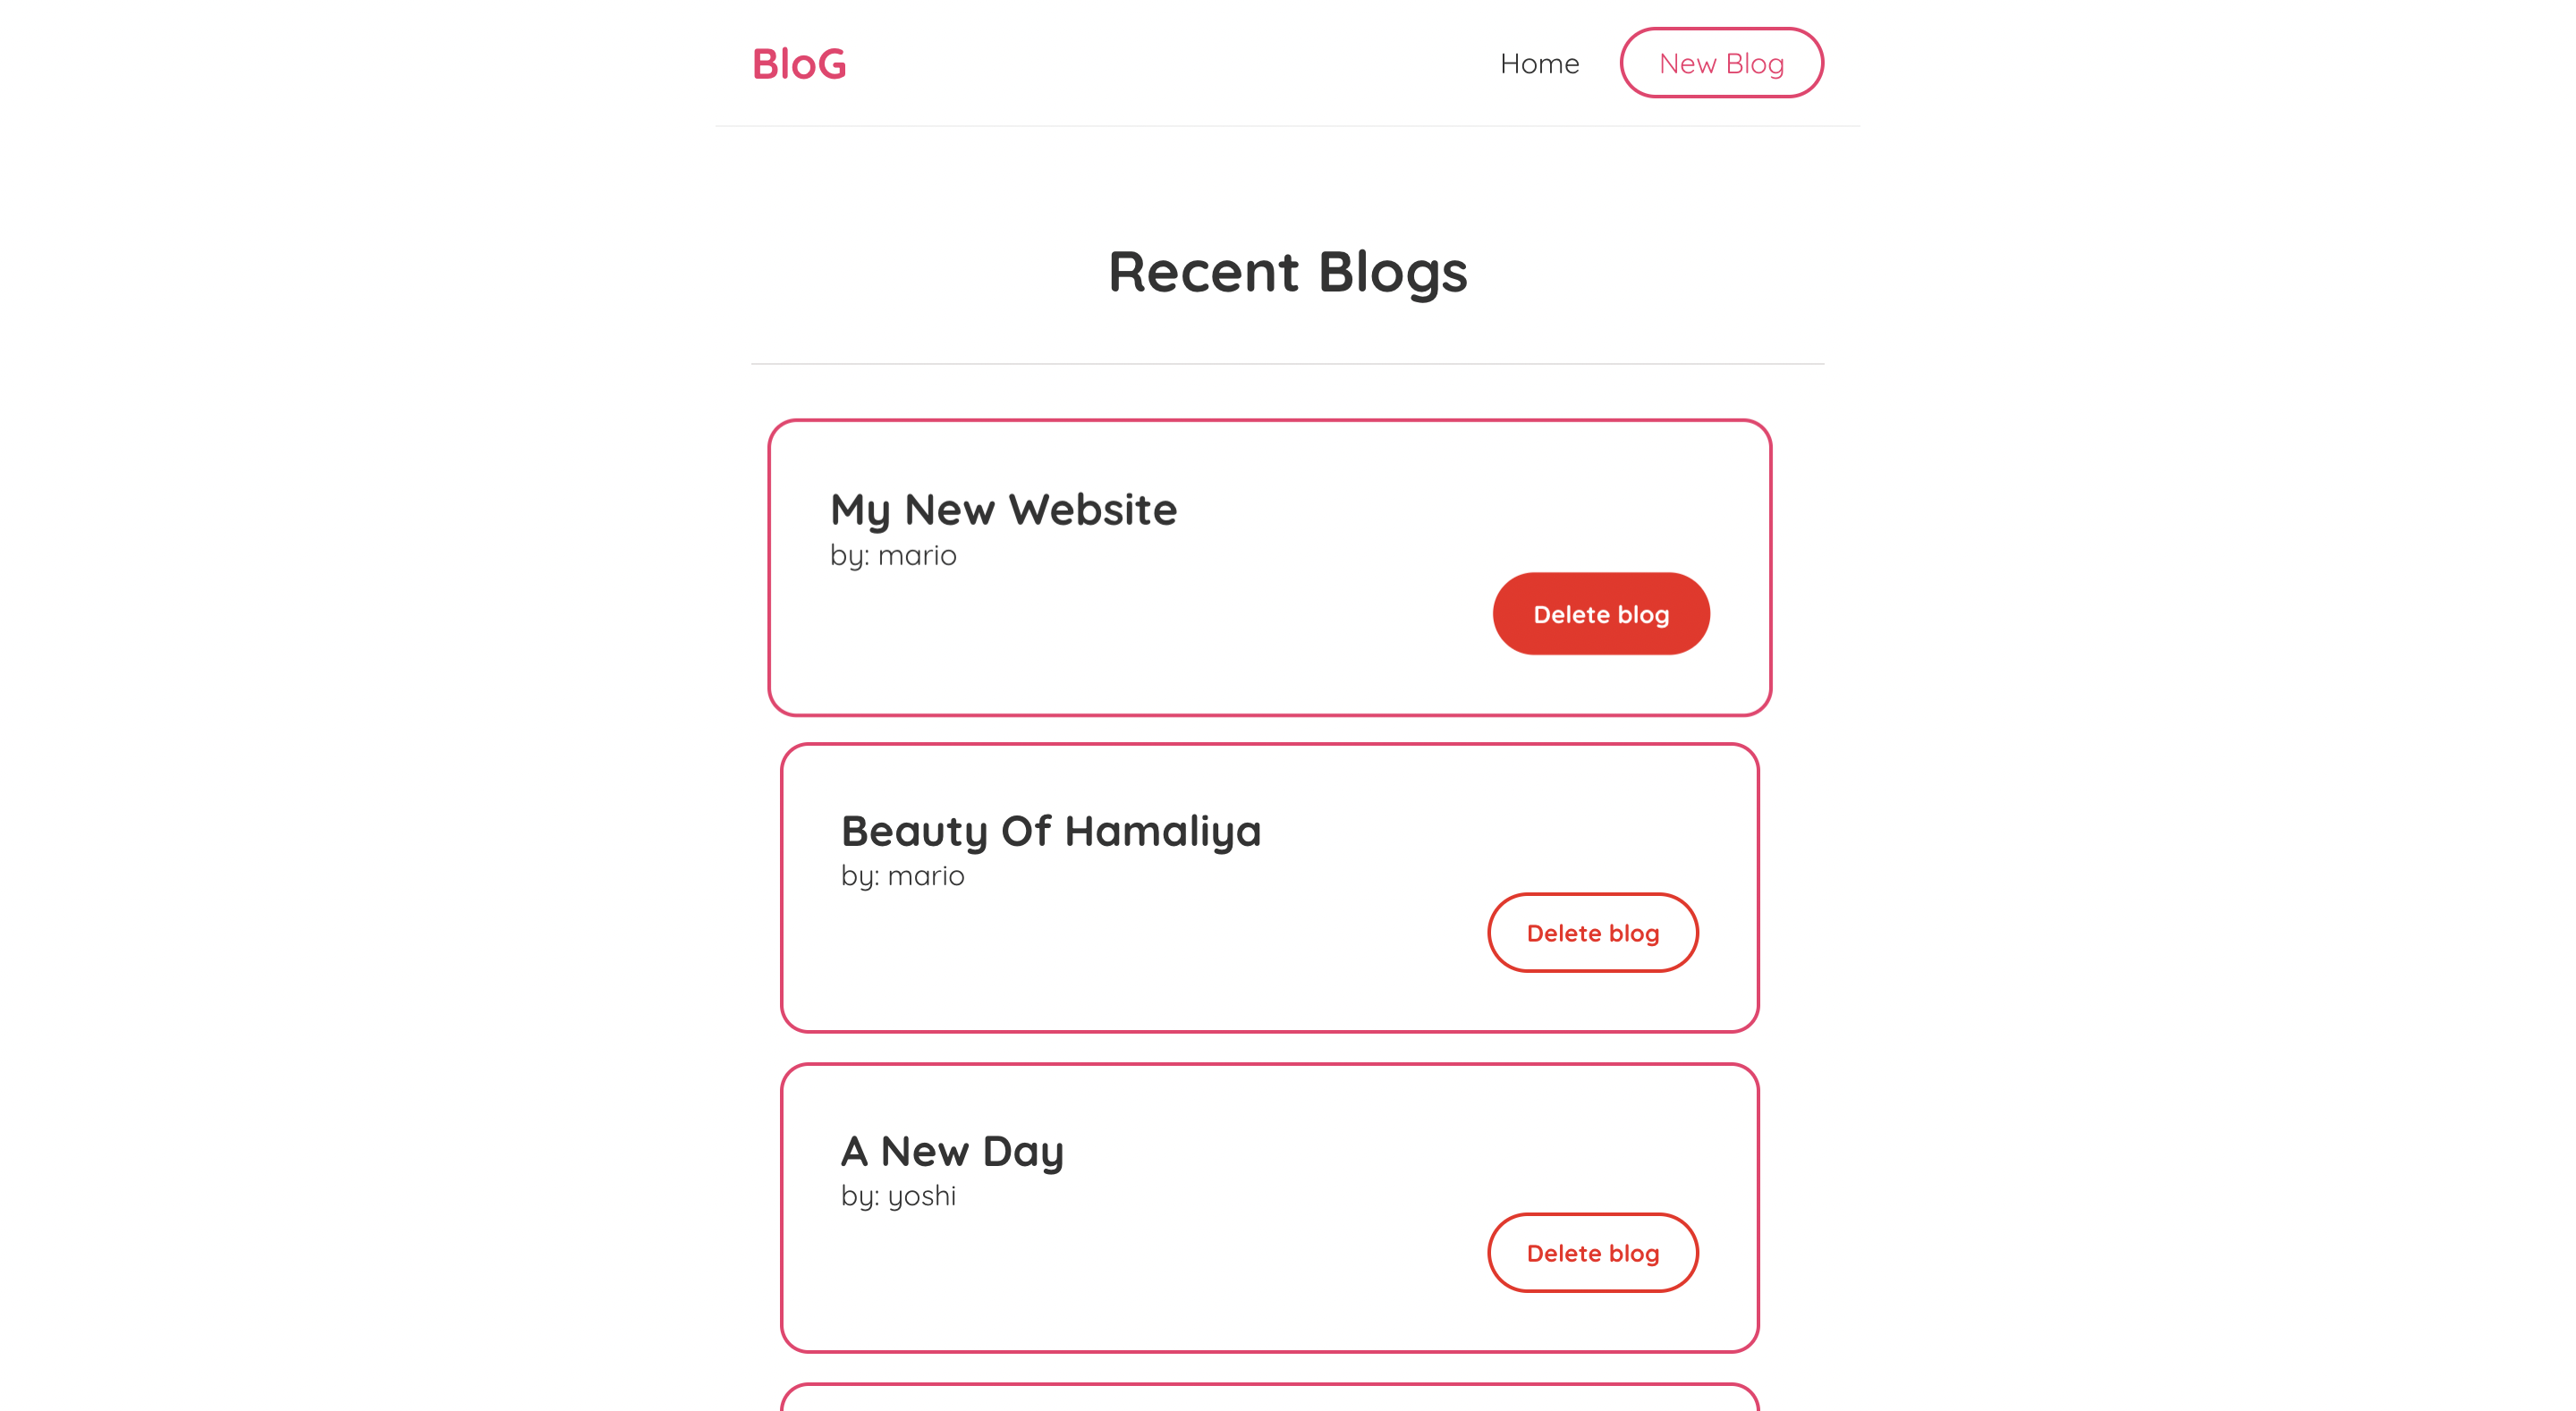 BloG
Home
New Blog
Recent Blogs
My New Website
by: mario
Delete blog
Beauty Of Hamaliya
by: mario
Delete blog
A New Day
by: yoshi
Delete blog